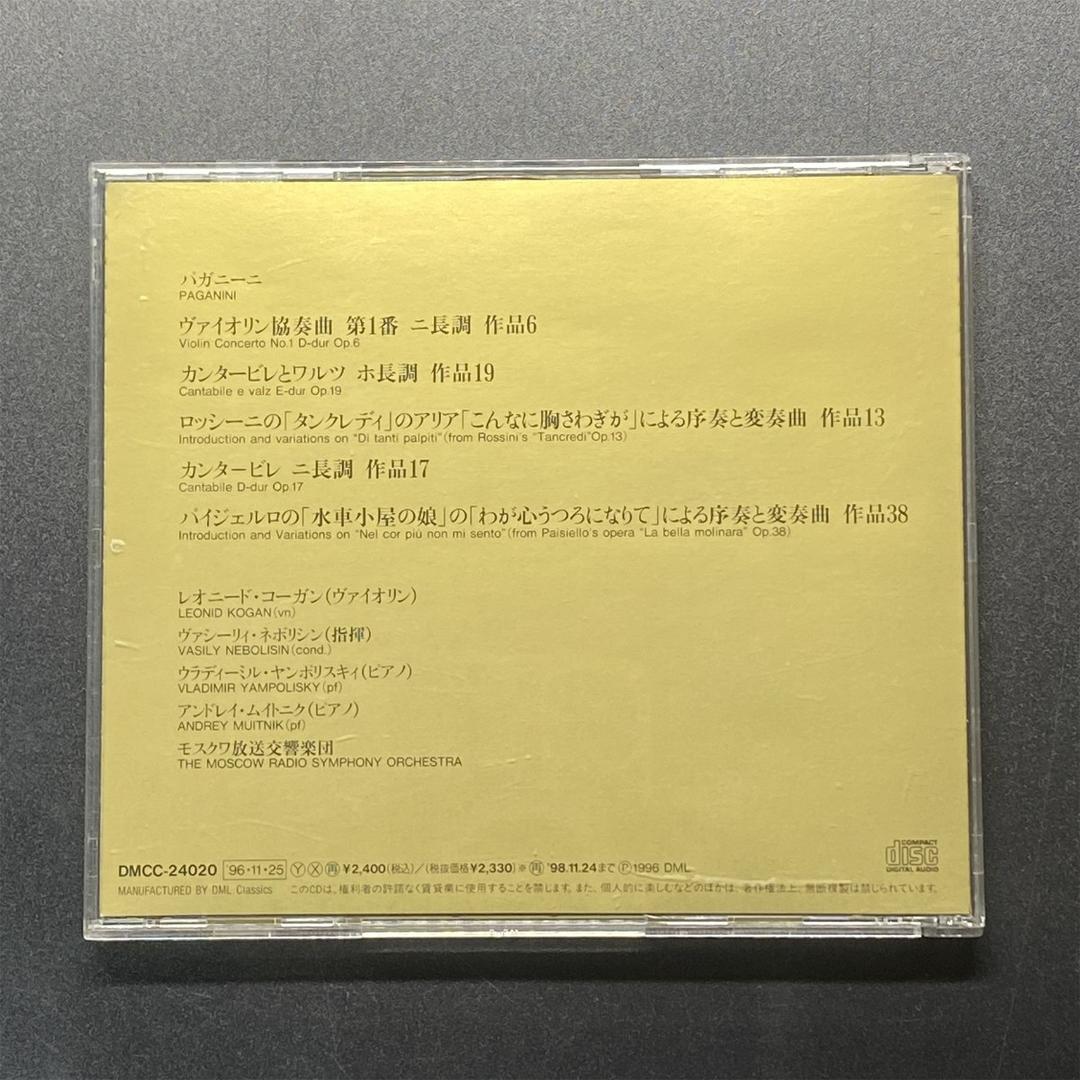 パガニーニ
PAGANINI
ヴァイオリン協奏曲 第1番 ニ長調 作品6
Violin Concerto No.1 D-dur Op.6
カンタービレとワルツ ホ長調 作品19
Cantabile e valz E-dur Op.19
ロッシーニの「タンクレディ」のアリア「こんなに胸さわぎが」による序奏と変奏曲 作品13
Introduction and variations on "Di tanti palpiti"(from Rossini's "Tancredi"Op.13)
カンタービレ ニ長調 作品17
Cantabile D-dur Op.17
パイジェルロの「水車小屋の娘」の「わが心うつろになりて」による序奏と変奏曲 作品38
Introduction and Variations on "Nel cor più non mi sento"(from Paisiello's opera "La bella molinara" Op.38)
レオニード・コーガン(ヴァイオリン)
LEONID KOGAN(vn)
ヴァシーリィ・ネボリシン(指揮)
VASILY NEBOLISIN(cond.)
ウラディーミル・ヤンポリスキィ(ピアノ)
VLADIMIR YAMPOLISKY(pf)
アンドレイ・ムイトニク(ピアノ)
ANDREY MUITNIK(pf)
モスクワ放送交響楽団
THE MOSCOW RADIO SYMPHONY ORCHESTRA
DMCC-24020 '96・11・25 Ⓨ Ⓧ ㊢ ¥2,400(税込)/(税抜価格¥2,330)※ 再 '98.11.24まで Ⓟ1996 DML
MANUFACTURED BY DML Classics このCDは、権利者の許諾なく賃貸業に使用することを禁じます。また、個人的に楽しむなどのほかは、著作権法上、無断複製は禁じられています。
COMPACT
disc
DIGITAL AUDIO